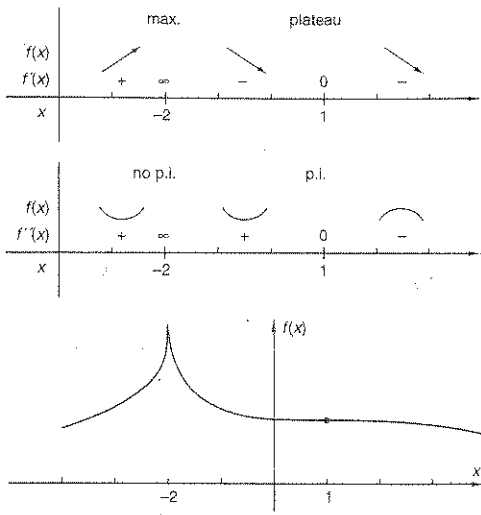 max. plateau
f(x)
f'(x) + ∞ − 0 −
x −2 1
no p.i. p.i.
f(x)
f''(x) + ∞ + 0 −
x −2 1
f(x)
x
−2 1